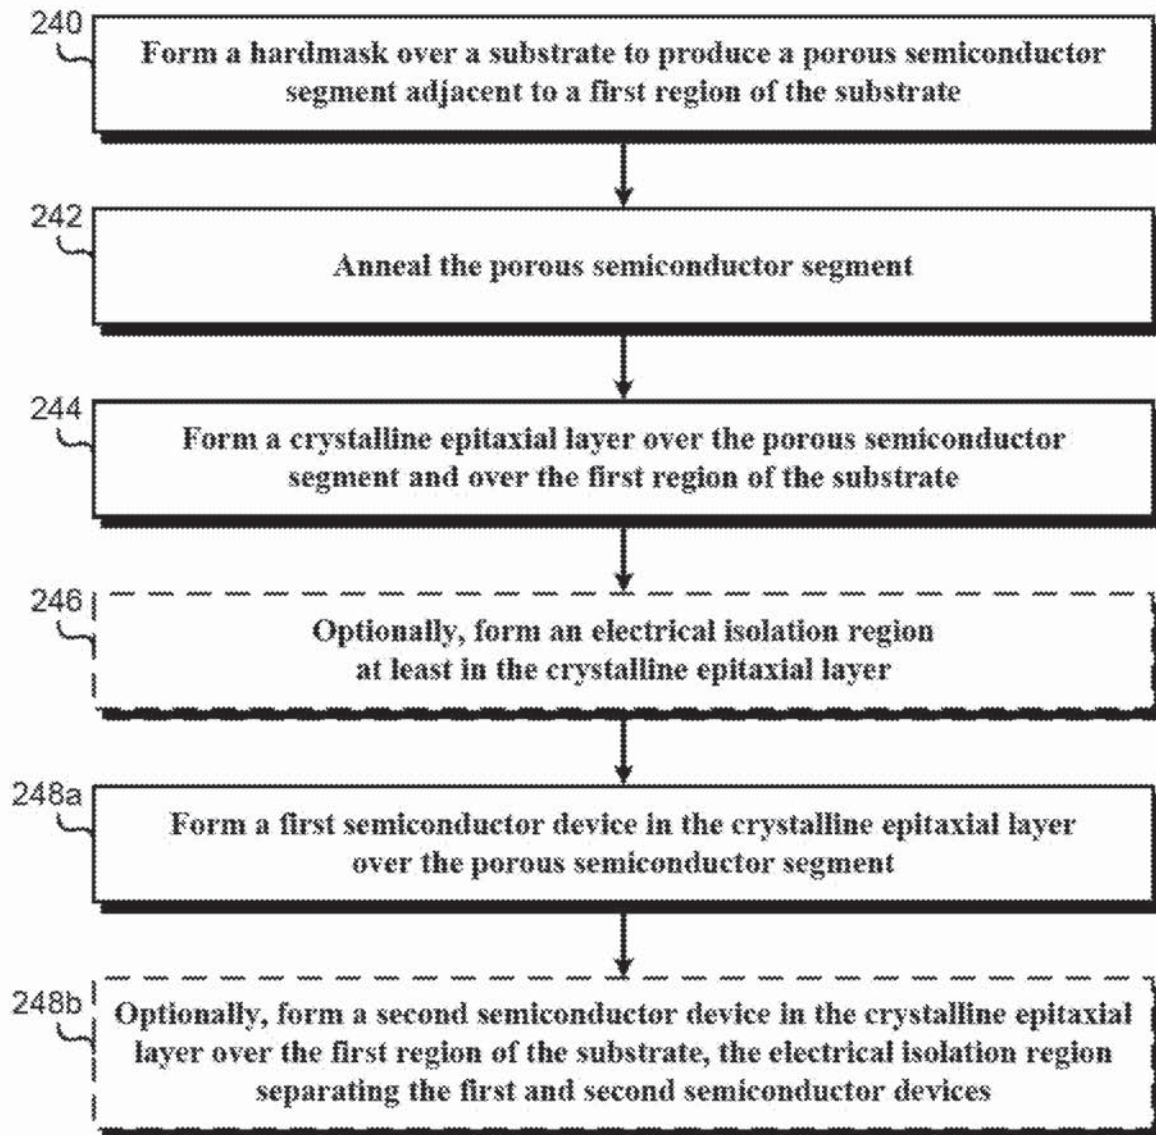 240
Form a hardmask over a substrate to produce a porous semiconductor
segment adjacent to a first region of the substrate
242
Anneal the porous semiconductor segment
244
Form a crystalline epitaxial layer over the porous semiconductor
segment and over the first region of the substrate
246
Optionally, form an electrical isolation region
at least in the crystalline epitaxial layer
248a
Form a first semiconductor device in the crystalline epitaxial layer
over the porous semiconductor segment
248b
Optionally, form a second semiconductor device in the crystalline epitaxial
layer over the first region of the substrate, the electrical isolation region
separating the first and second semiconductor devices